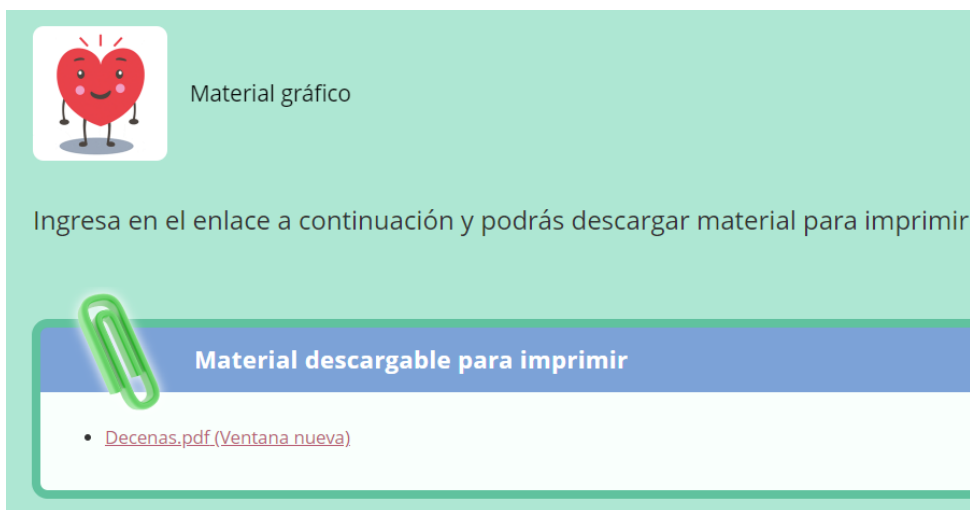 Material gráfico
Ingresa en el enlace a continuación y podrás descargar material para imprimir
Material descargable para imprimir
Decenas.pdf (Ventana nueva)